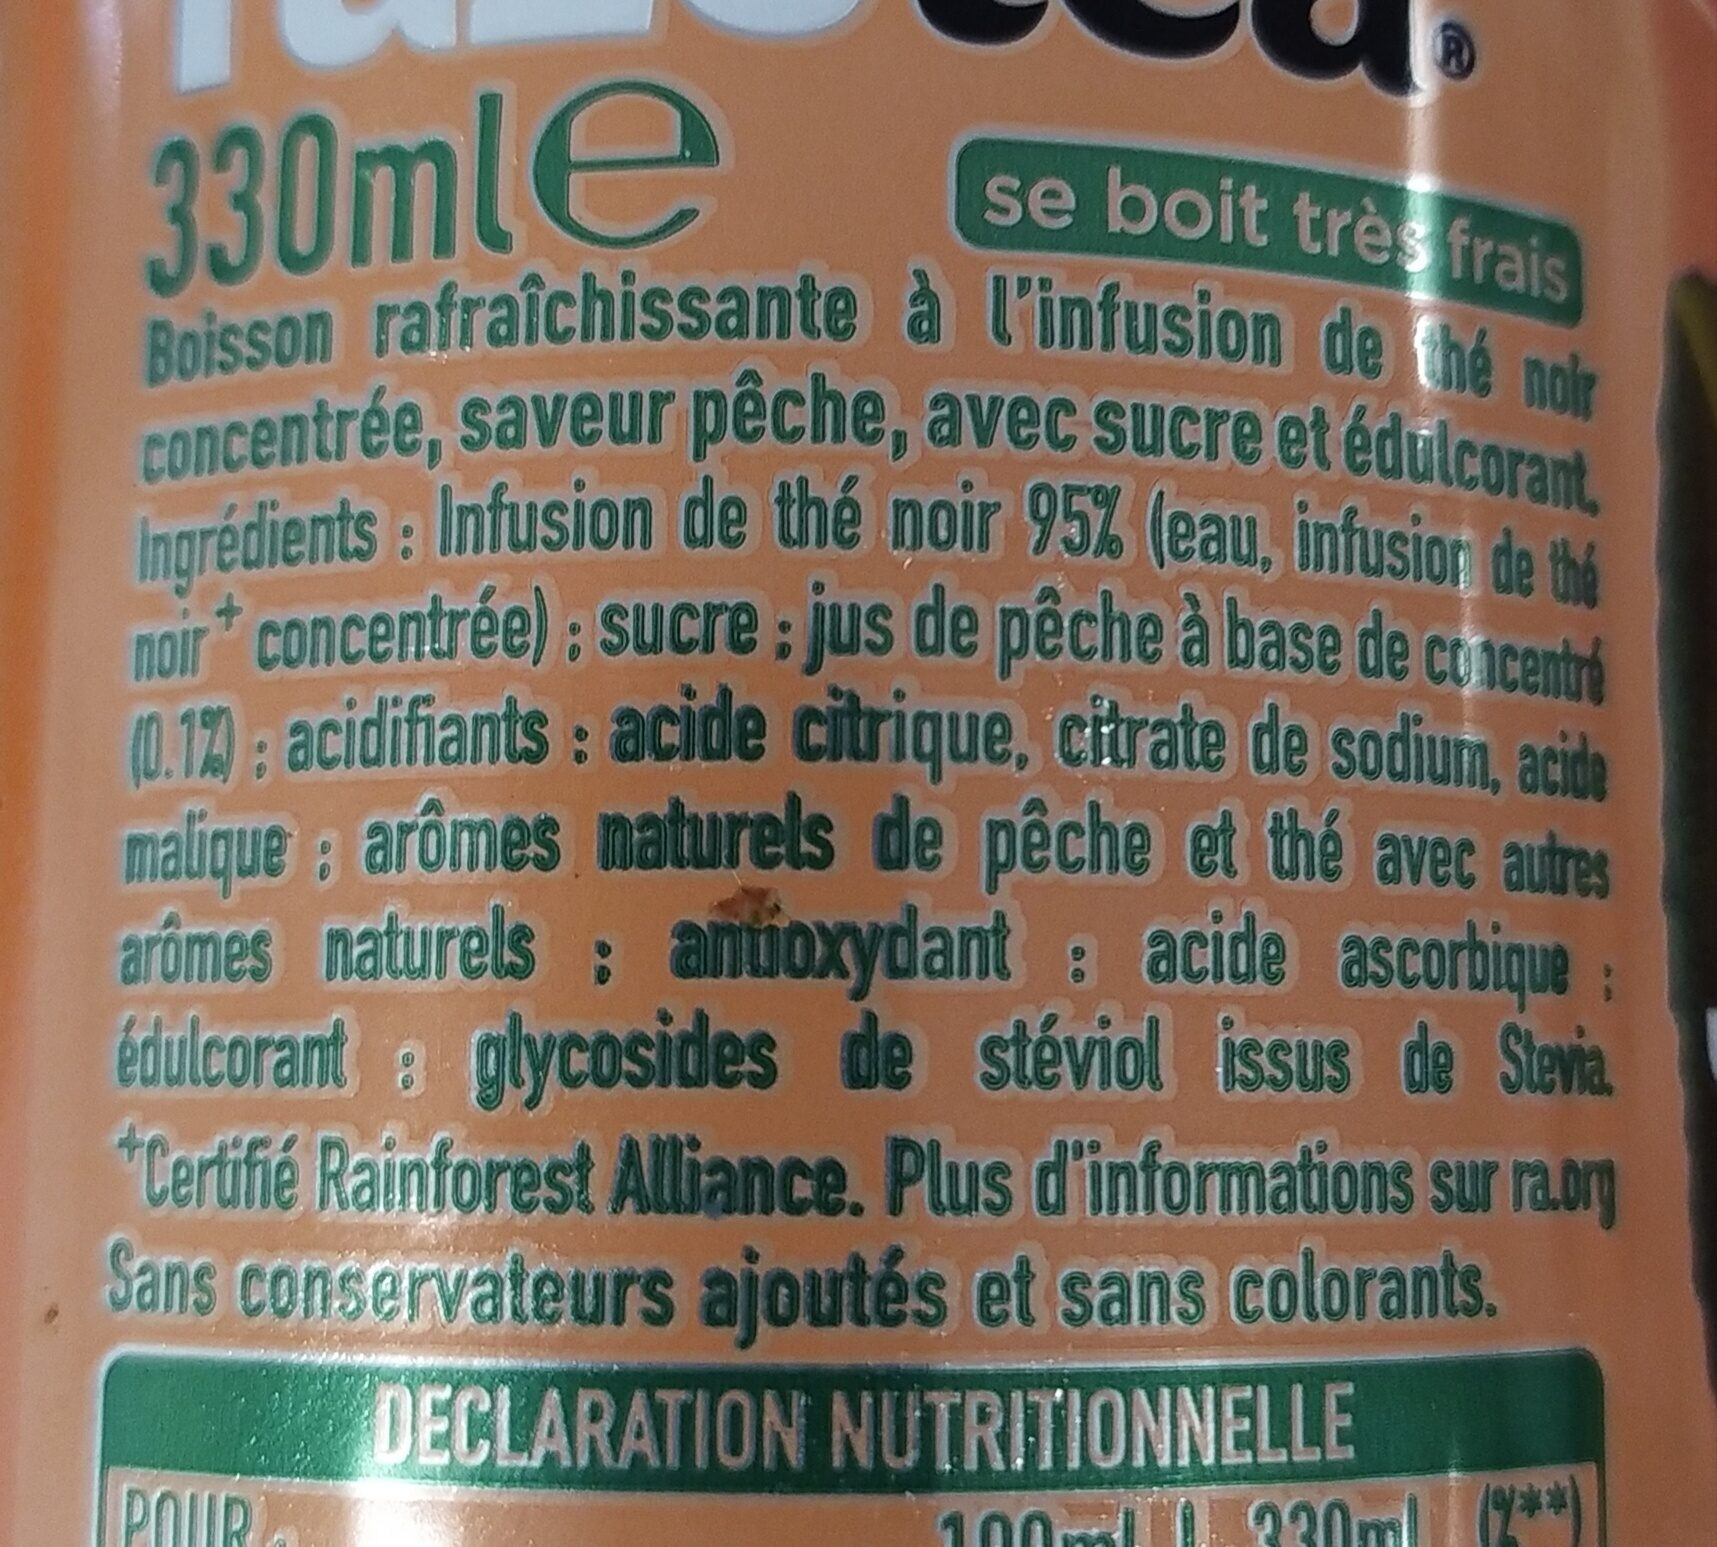 fuzetea®
330ml e
se boit très frais
Boisson rafraîchissante à l'infusion de thé noir
concentrée, saveur pêche, avec sucre et édulcorant.
Ingrédients : Infusion de thé noir 95% (eau, infusion de thé
noir⁺ concentrée) ; sucre ; jus de pêche à base de concentré
(0.1%) ; acidifiants : acide citrique, citrate de sodium, acide
malique ; arômes naturels de pêche et thé avec autres
arômes naturels ; antioxydant : acide ascorbique ;
édulcorant : glycosides de stéviol issus de Stevia.
⁺Certifié Rainforest Alliance. Plus d'informations sur ra.org
Sans conservateurs ajoutés et sans colorants.
DECLARATION NUTRITIONNELLE
POUR : 100ml | 330ml (%**)